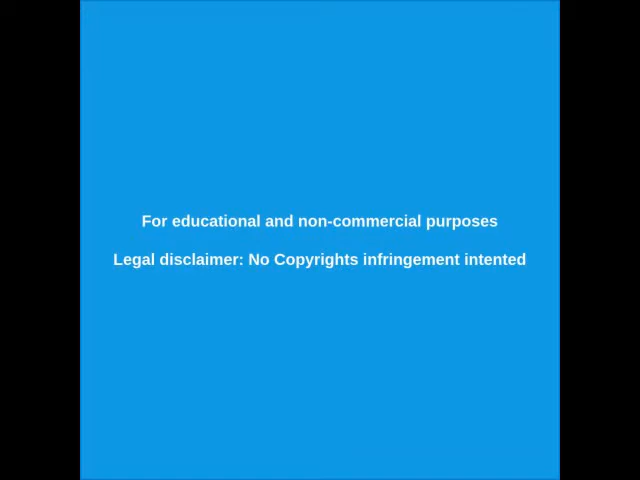 For educational and non-commercial purposes
Legal disclaimer: No Copyrights infringement intented